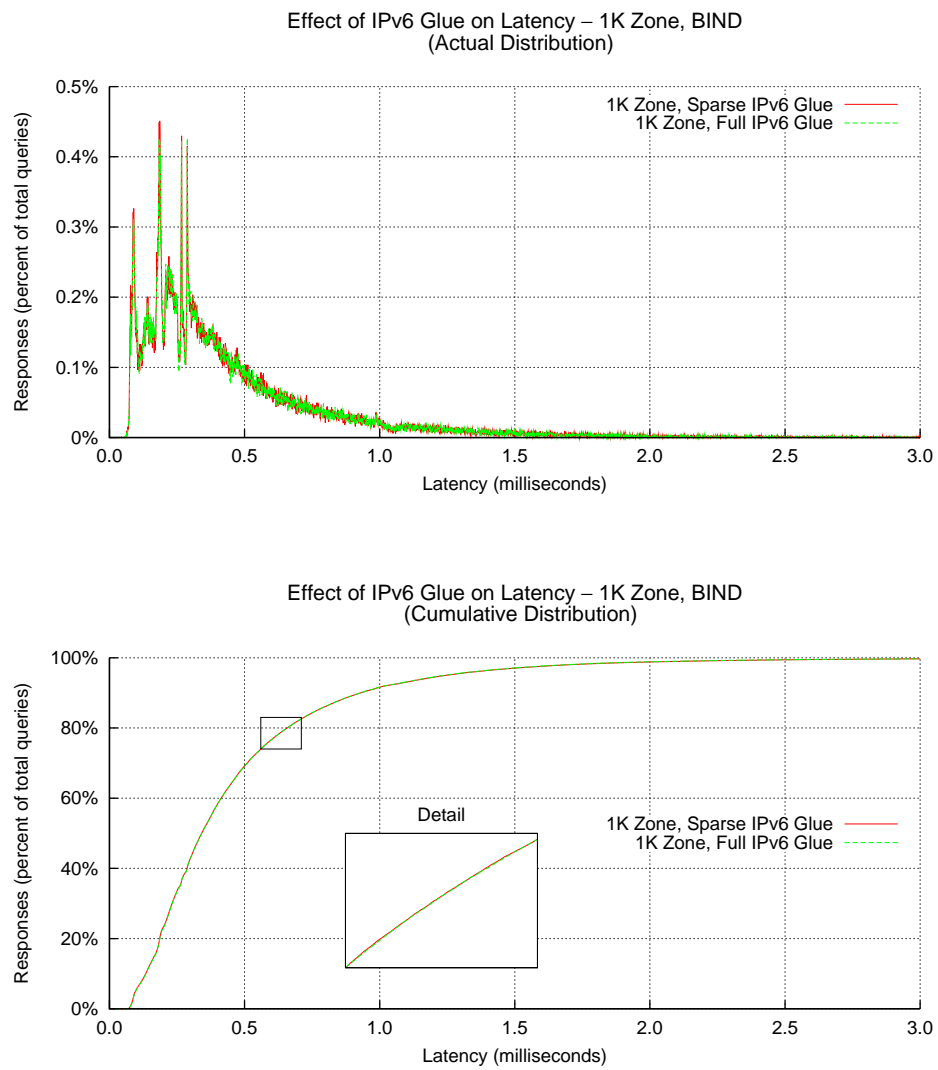 Effect of IPv6 Glue on Latency – 1K Zone, BIND
(Actual Distribution)
Responses (percent of total queries)
0.5%
0.4%
0.3%
0.2%
0.1%
0%
1K Zone, Sparse IPv6 Glue
1K Zone, Full IPv6 Glue
0.0 0.5 1.0 1.5 2.0 2.5 3.0
Latency (milliseconds)
Effect of IPv6 Glue on Latency – 1K Zone, BIND
(Cumulative Distribution)
Responses (percent of total queries)
100%
80%
60%
40%
20%
0%
Detail
1K Zone, Sparse IPv6 Glue
1K Zone, Full IPv6 Glue
0.0 0.5 1.0 1.5 2.0 2.5 3.0
Latency (milliseconds)